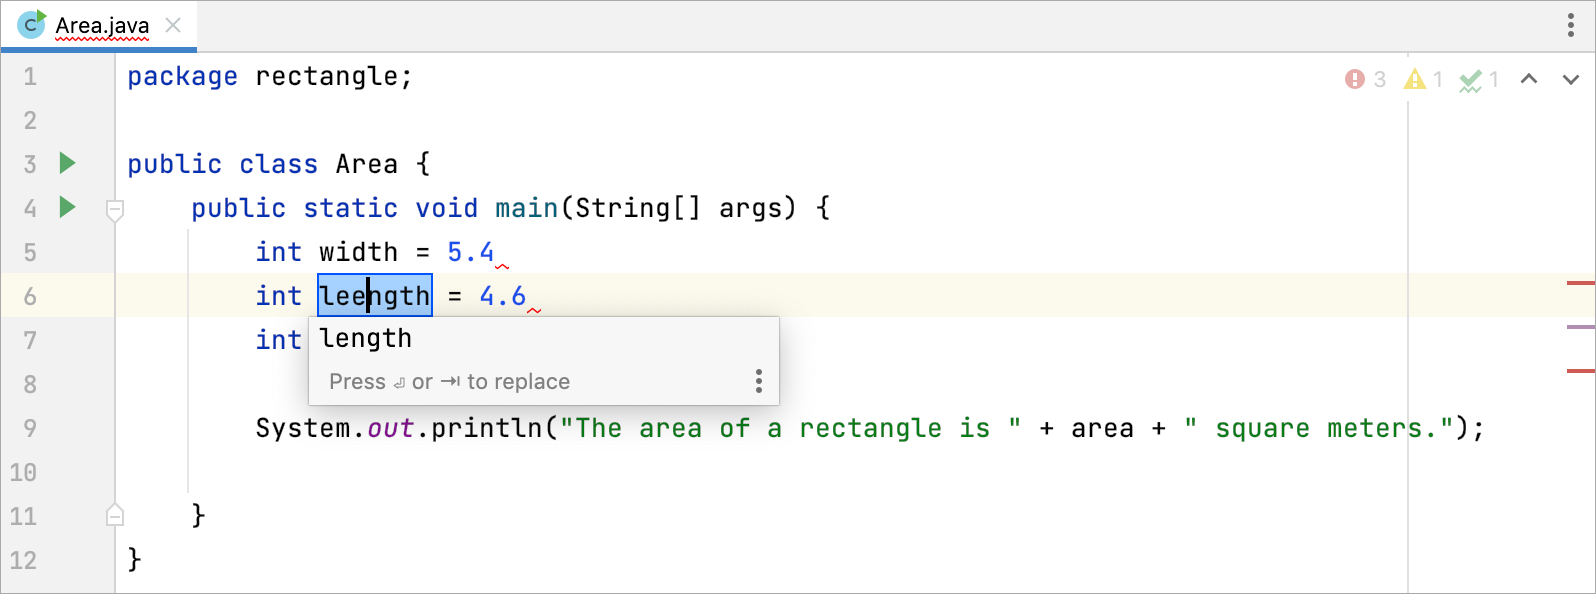 Area.java
3 1 1
1 package rectangle;
2
3 public class Area {
4 public static void main(String[] args) {
5 int width = 5.4
6 int leength = 4.6
7 int
length
Press ⏎ or ⇥ to replace
8
9 System.out.println("The area of a rectangle is " + area + " square meters.");
10
11 }
12 }